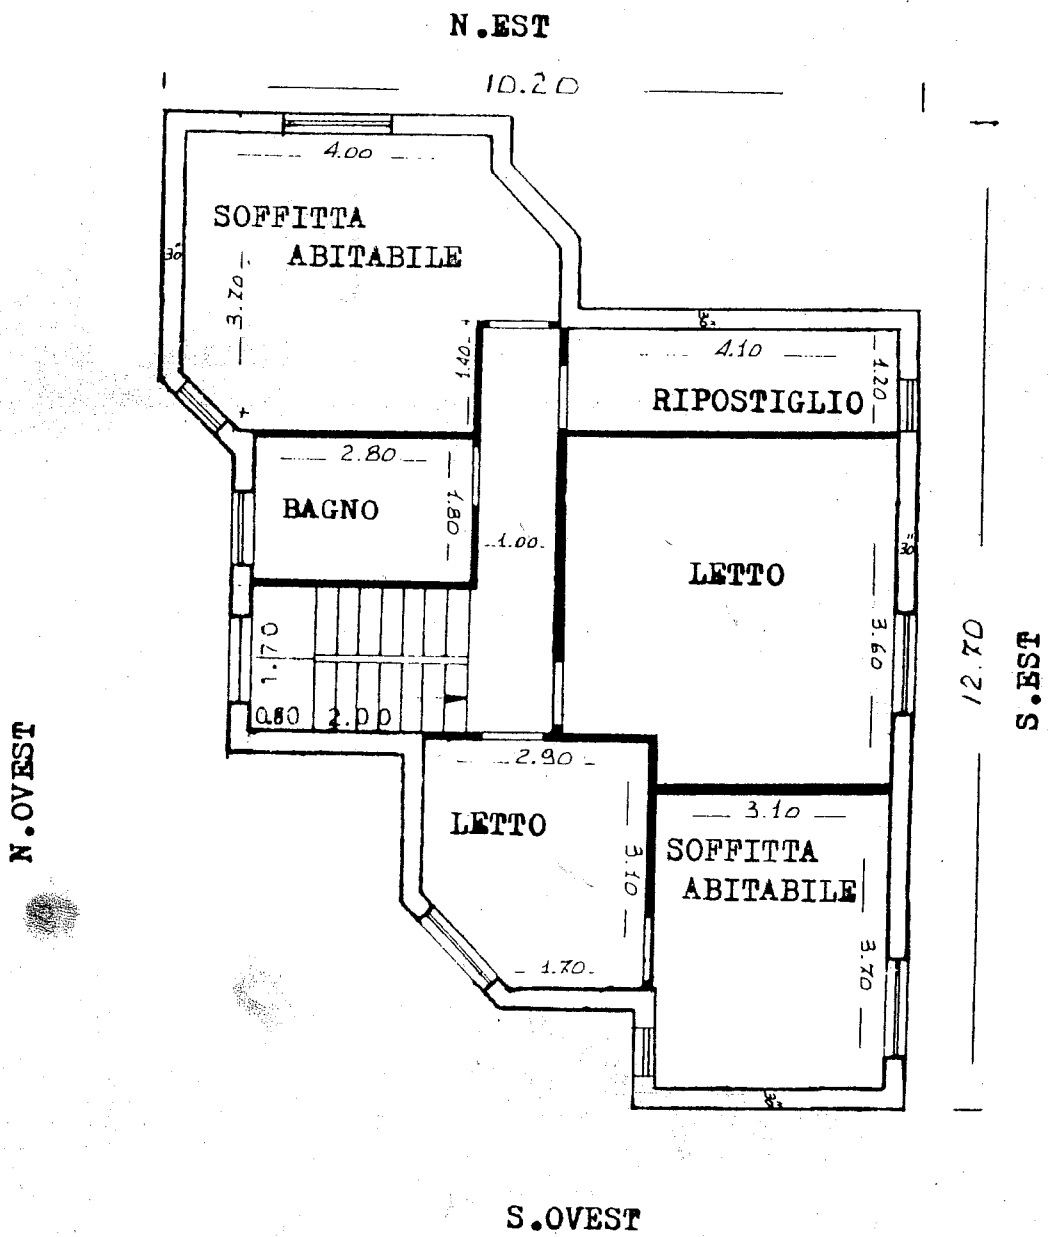 N.EST
10.20
4.00
SOFFITTA
ABITABILE
30"
3.70
1.40
30"
4.10
1.20
RIPOSTIGLIO
2.80
BAGNO
1.80
1.00
LETTO
30"
3.60
12.70
S.EST
1.70
0.80 2.00
N.OVEST
2.90
LETTO
3.10
3.10
SOFFITTA
ABITABILE
3.70
1.70
30"
S.OVEST